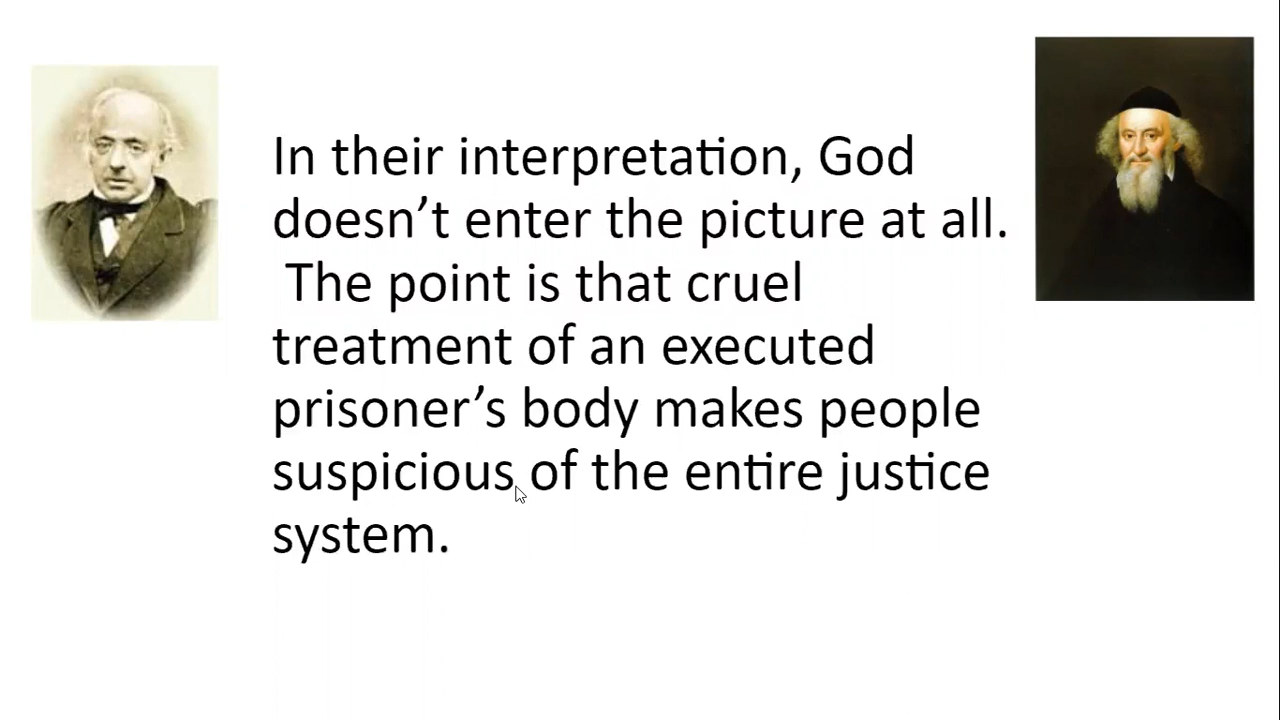 In their interpretation, God
doesn’t enter the picture at all.
The point is that cruel
treatment of an executed
prisoner’s body makes people
suspicious of the entire justice
system.